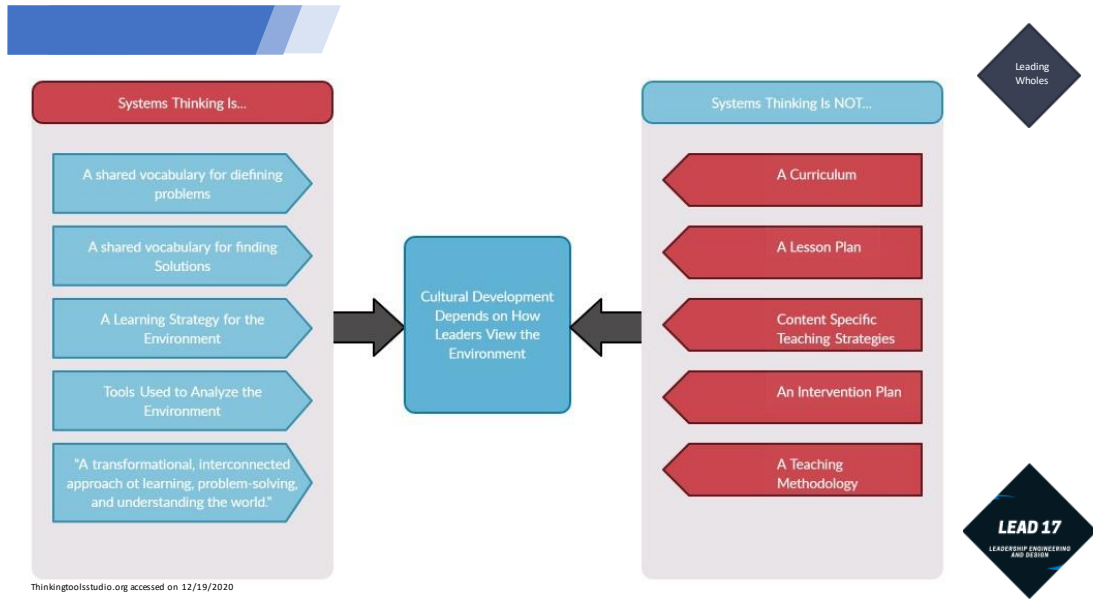 Leading
Wholes
Systems Thinking Is...
A shared vocabulary for diefining
problems
A shared vocabulary for finding
Solutions
A Learning Strategy for the
Environment
Tools Used to Analyze the
Environment
"A transformational, interconnected
approach ot learning, problem-solving,
and understanding the world."
Cultural Development
Depends on How
Leaders View the
Environment
Systems Thinking Is NOT...
A Curriculum
A Lesson Plan
Content Specific
Teaching Strategies
An Intervention Plan
A Teaching
Methodology
LEAD 17
LEADERSHIP ENGINEERING
AND DESIGN
Thinkingtoolsstudio.org accessed on 12/19/2020